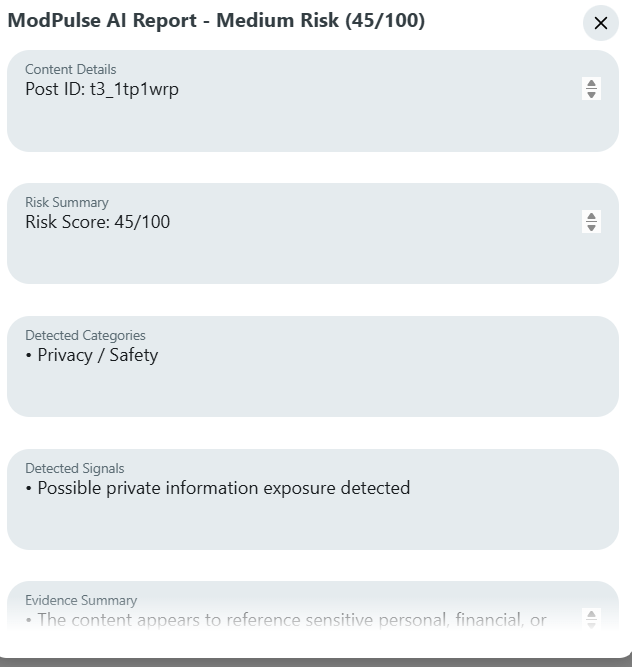 ModPulse AI Report - Medium Risk (45/100)
Content Details
Post ID: t3_1tp1wrp
Risk Summary
Risk Score: 45/100
Detected Categories
• Privacy / Safety
Detected Signals
• Possible private information exposure detected
Evidence Summary
• The content appears to reference sensitive personal, financial, or